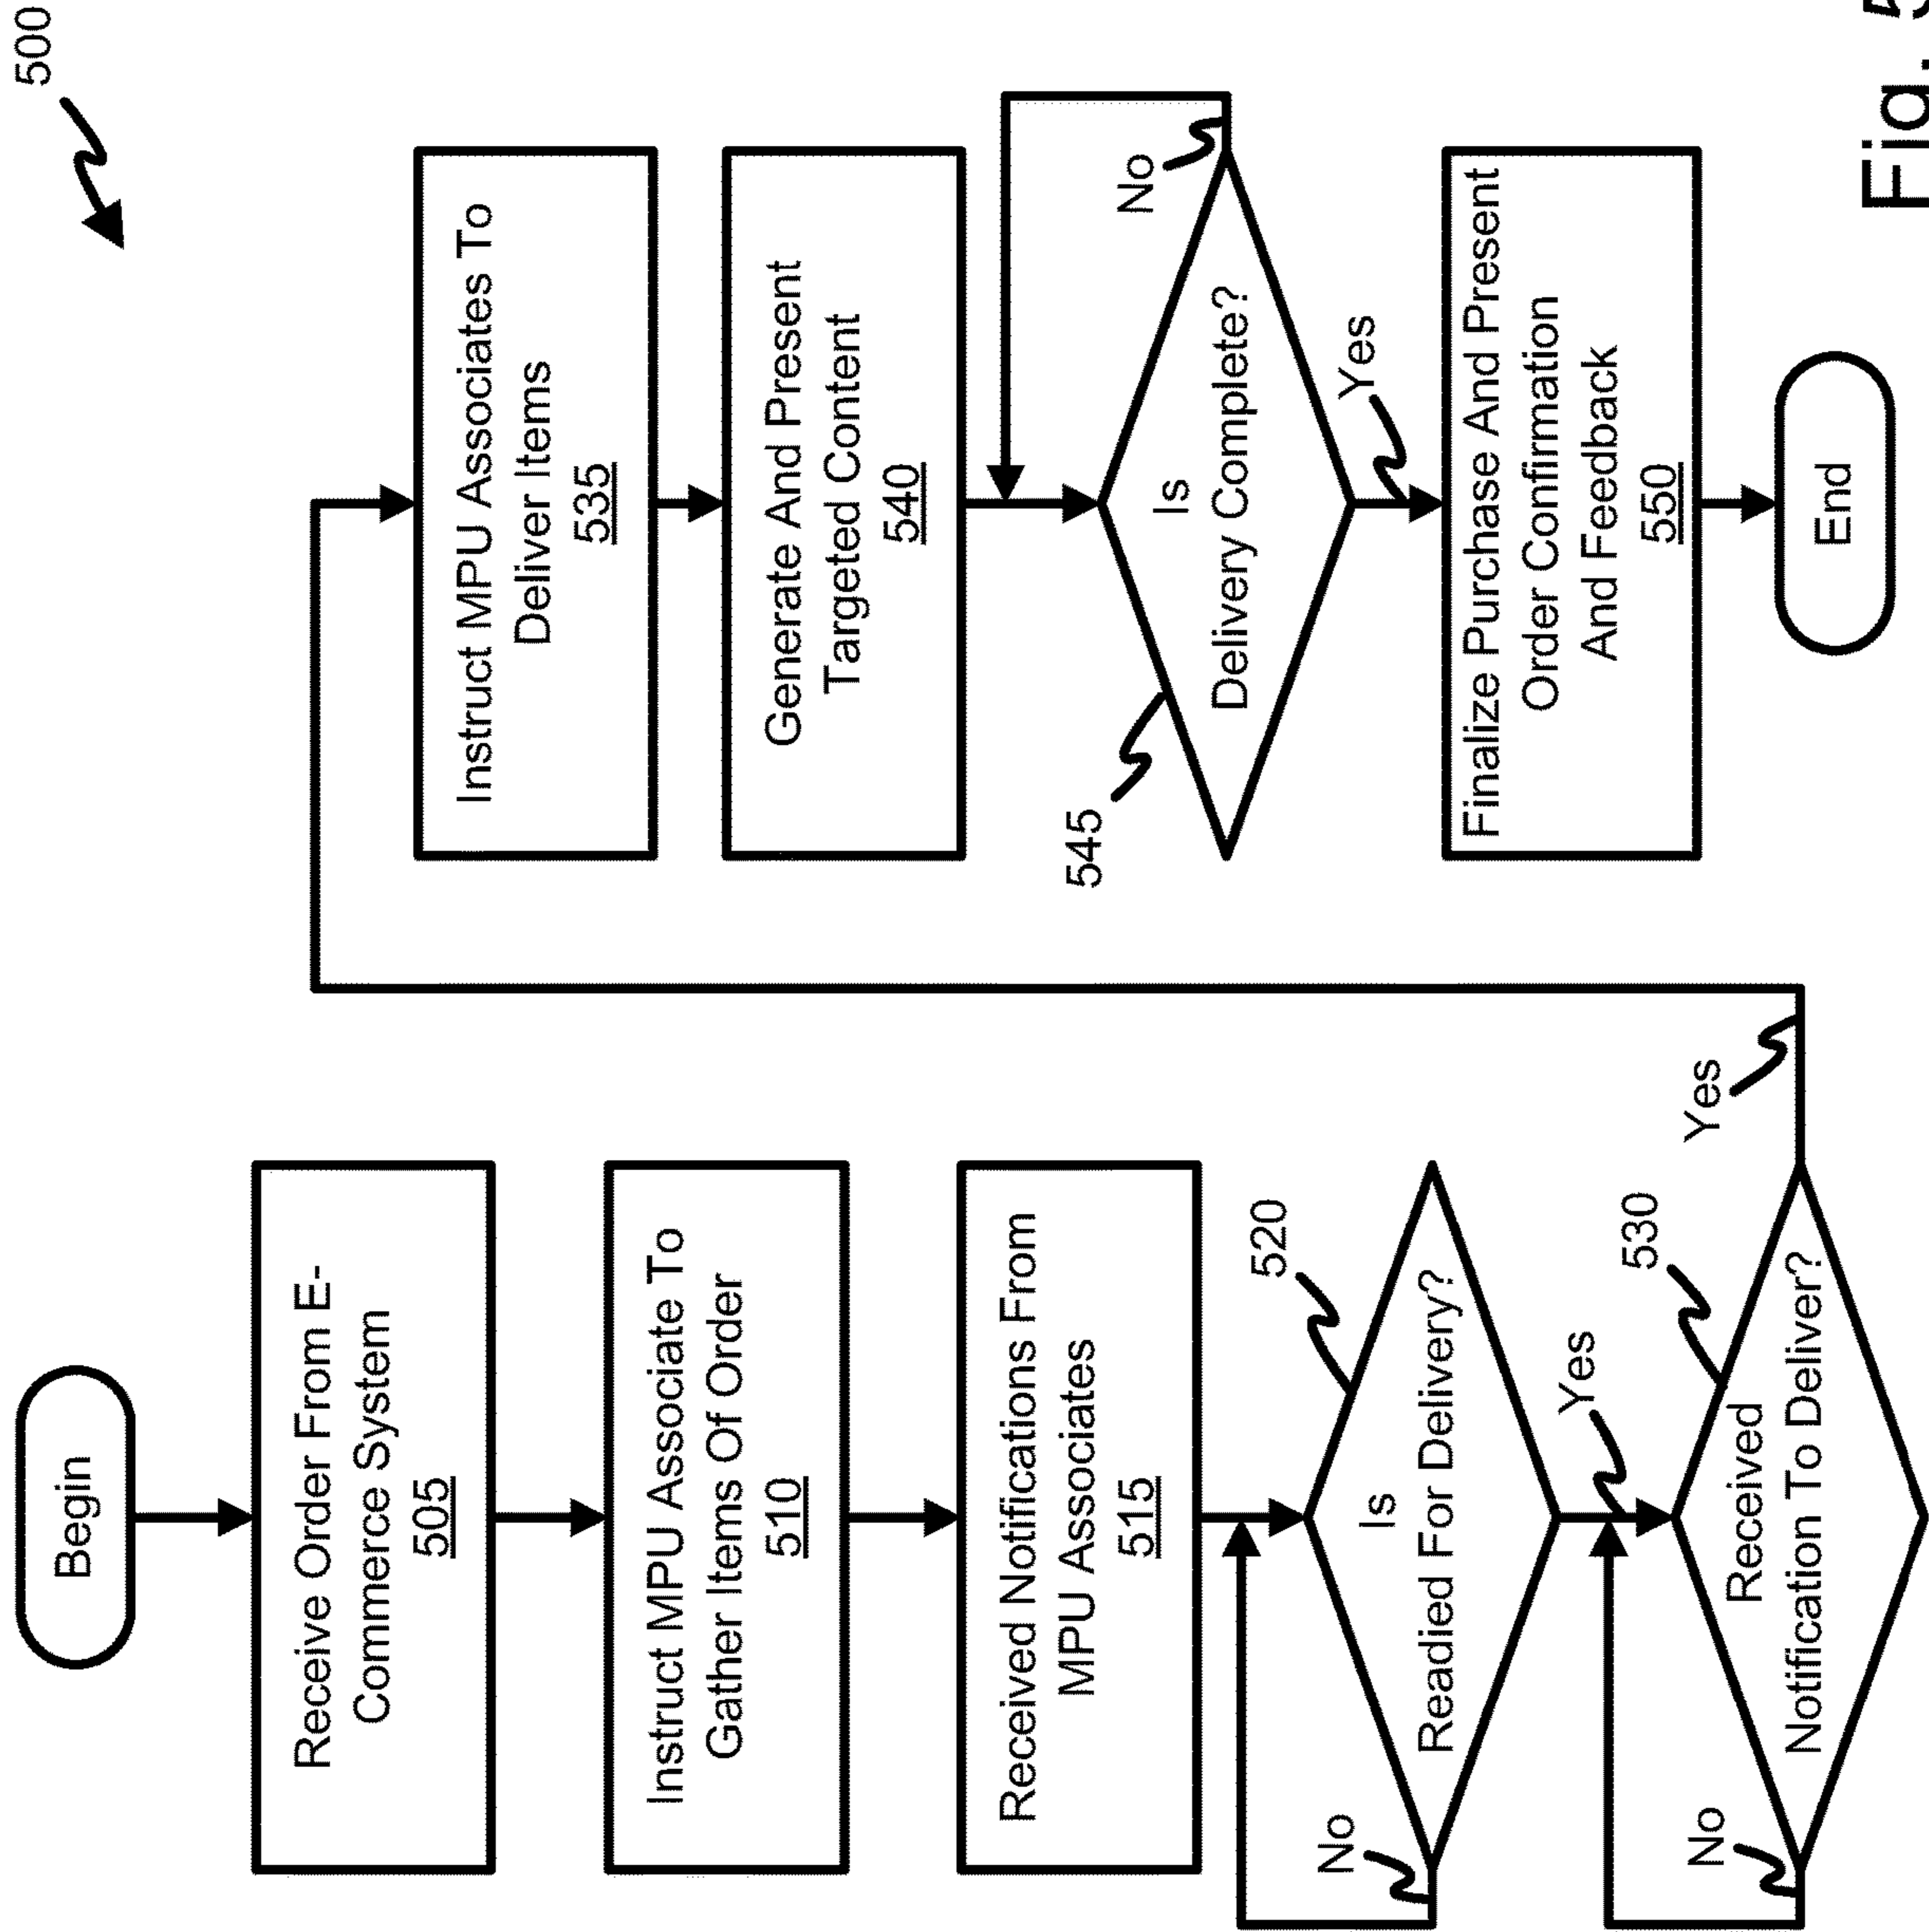 500
Begin
Receive Order From E-
Commerce System
505
Instruct MPU Associate To
Gather Items Of Order
510
Received Notifications From
MPU Associates
515
520
Is
Readied For Delivery?
No
Yes
530
Received
Notification To Deliver?
No
Yes
Instruct MPU Associates To
Deliver Items
535
Generate And Present
Targeted Content
540
545
Is
Delivery Complete?
No
Yes
Finalize Purchase And Present
Order Confirmation
And Feedback
550
End
Fig. 5